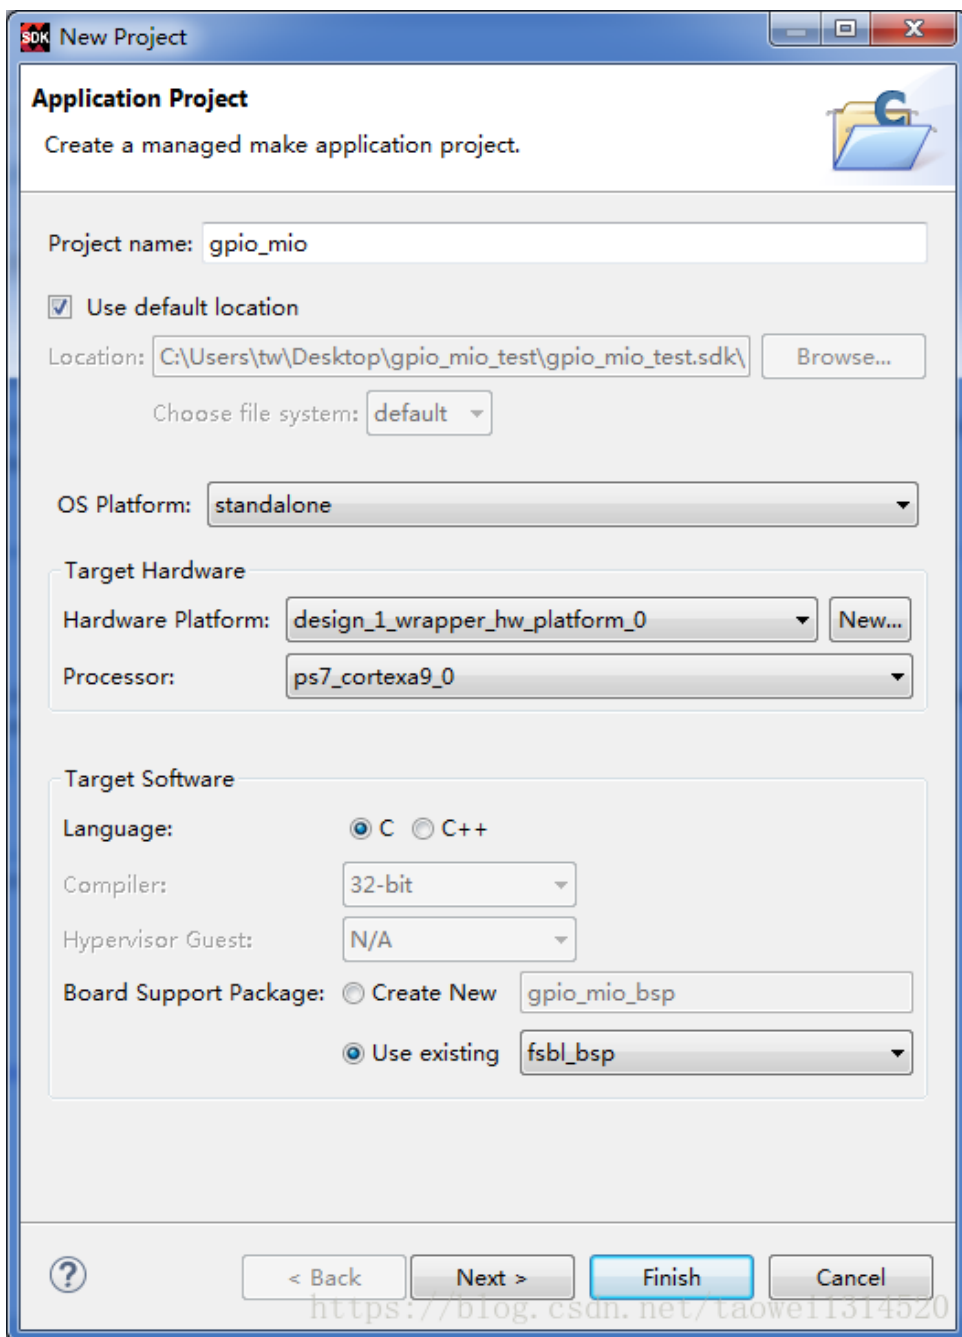 SDK New Project
Application Project
Create a managed make application project.
Project name: gpio_mio
Use default location
Location: C:\Users\tw\Desktop\gpio_mio_test\gpio_mio_test.sdk\ Browse...
Choose file system: default
OS Platform: standalone
Target Hardware
Hardware Platform: design_1_wrapper_hw_platform_0 New...
Processor: ps7_cortexa9_0
Target Software
Language: C C++
Compiler: 32-bit
Hypervisor Guest: N/A
Board Support Package: Create New gpio_mio_bsp
Use existing fsbl_bsp
? < Back Next > Finish Cancel
https://blog.csdn.net/taowei1314520